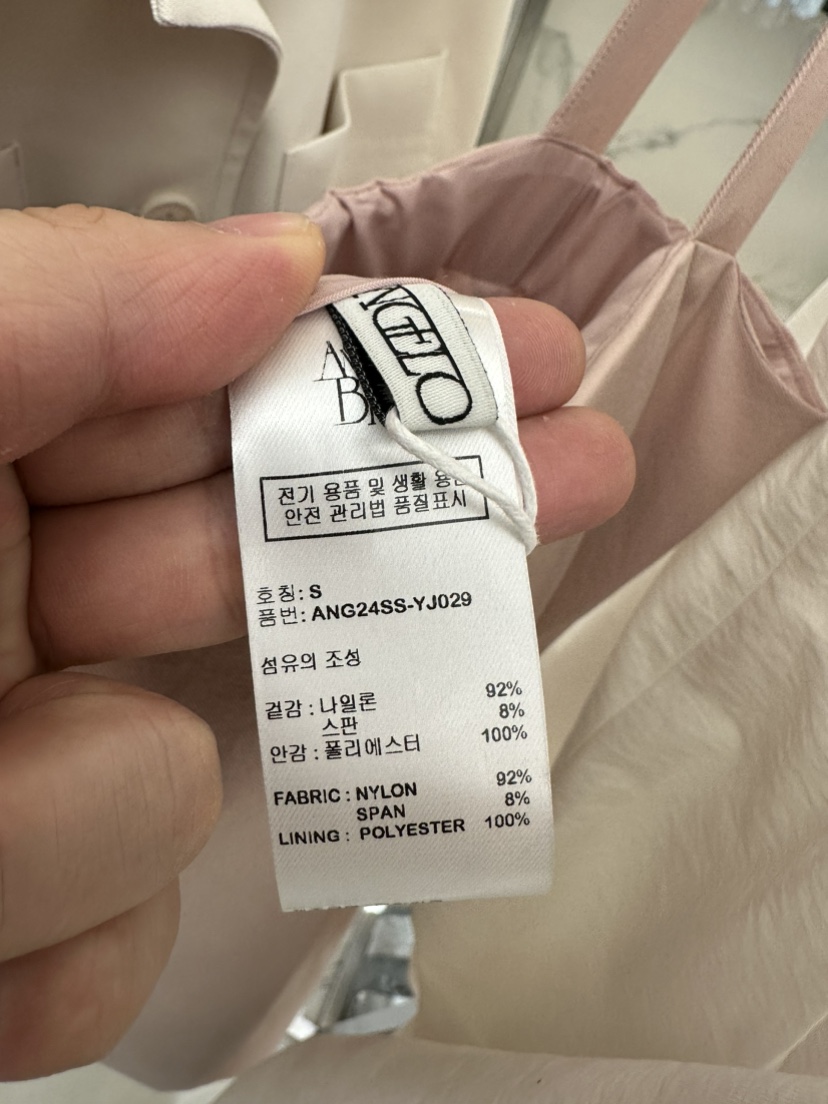 전기 용품 및 생활
안전 관리법 품질표시
호칭: S
품번: ANG24SS-YJ029
섬유의 조성
겉감 : 나일론 92%
스판 8%
안감 : 폴리에스터 100%
FABRIC : NYLON 92%
SPAN 8%
LINING : POLYESTER 100%